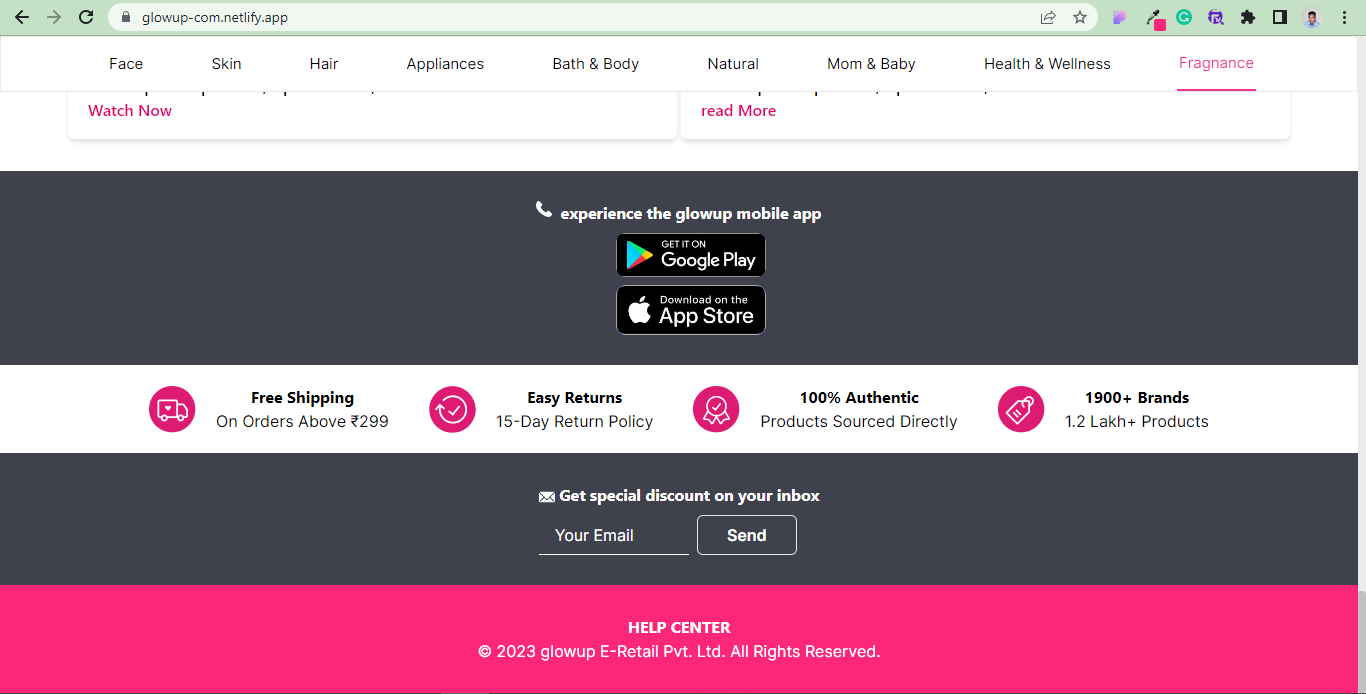 glowup-com.netlify.app
Face Skin Hair Appliances Bath & Body Natural Mom & Baby Health & Wellness Fragnance
Watch Now
read More
experience the glowup mobile app
GET IT ON
Google Play
Download on the
App Store
Free Shipping
On Orders Above ₹299
Easy Returns
15-Day Return Policy
100% Authentic
Products Sourced Directly
1900+ Brands
1.2 Lakh+ Products
Get special discount on your inbox
Your Email Send
HELP CENTER
© 2023 glowup E-Retail Pvt. Ltd. All Rights Reserved.